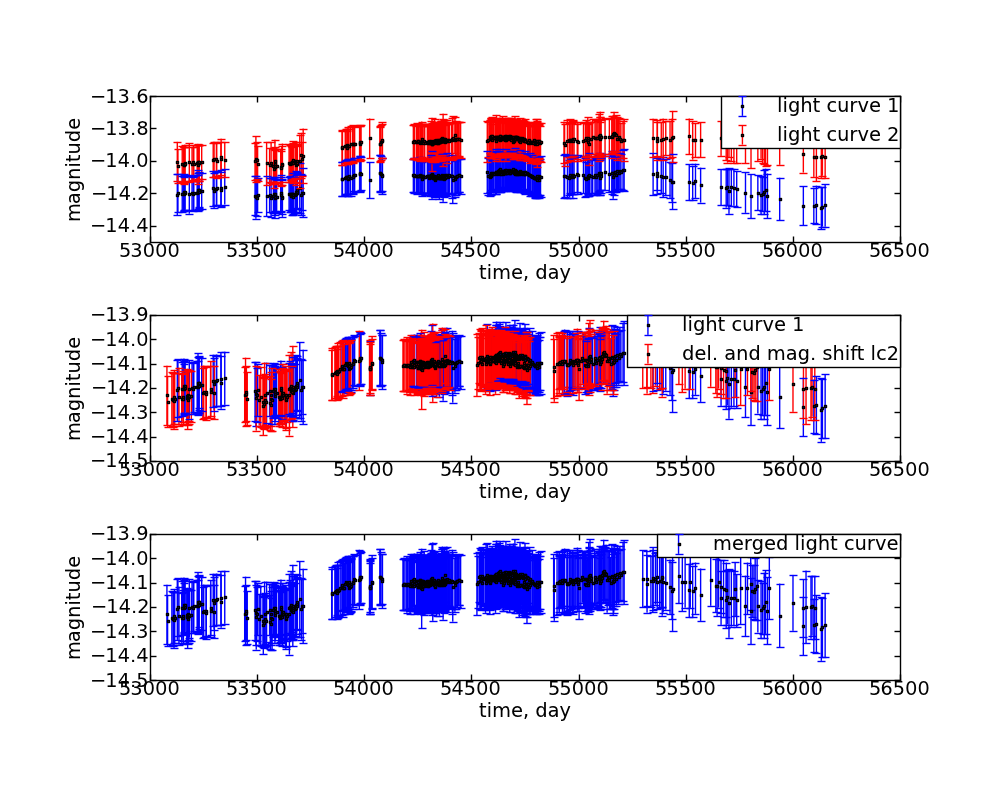 −13.6
light curve 1
−13.8
light curve 2
magnitude
−14.0
−14.2
−14.4
53000 53500 54000 54500 55000 55500 56000 56500
time, day
−13.9
light curve 1
−14.0
del. and mag. shift lc2
−14.1
magnitude
−14.2
−14.3
−14.4
−14.5
53000 53500 54000 54500 55000 55500 56000 56500
time, day
−13.9
merged light curve
−14.0
−14.1
magnitude
−14.2
−14.3
−14.4
−14.5
53000 53500 54000 54500 55000 55500 56000 56500
time, day